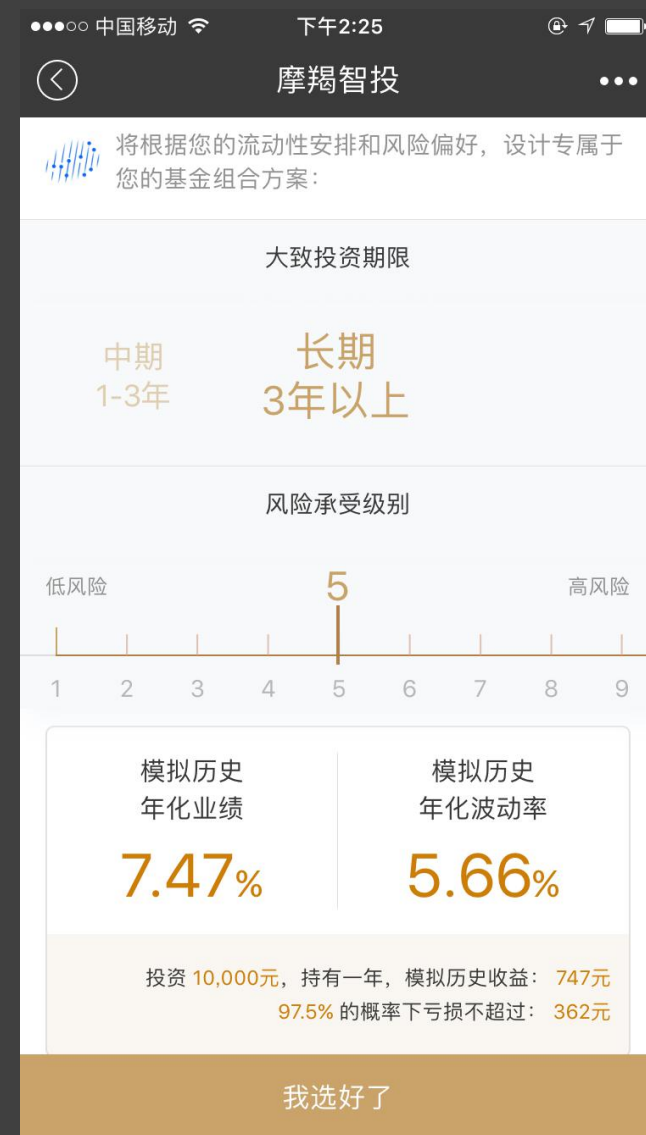 中国移动 下午2:25
摩羯智投
将根据您的流动性安排和风险偏好，设计专属于
您的基金组合方案：
大致投资期限
中期 长期
1-3年 3年以上
风险承受级别
低风险 5 高风险
1 2 3 4 5 6 7 8 9
模拟历史 模拟历史
年化业绩 年化波动率
7.47% 5.66%
投资 10,000元，持有一年，模拟历史收益： 747元
97.5% 的概率下亏损不超过： 362元
我选好了